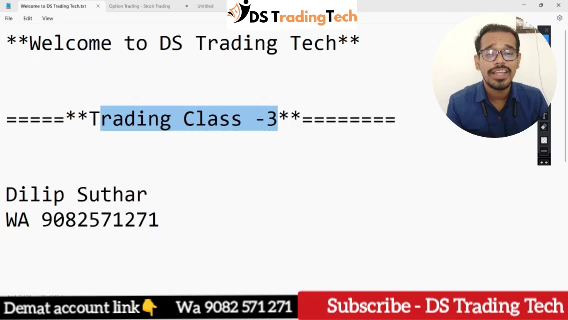 Welcome to DS Trading Tech.txt
Option Trading - Stock Trading
Untitled
File Edit View
DS TradingTech
**Welcome to DS Trading Tech**
=====**Trading Class -3**========
Dilip Suthar
WA 9082571271
Demat account link👇 Wa 9082 571 271
Subscribe - DS Trading Tech